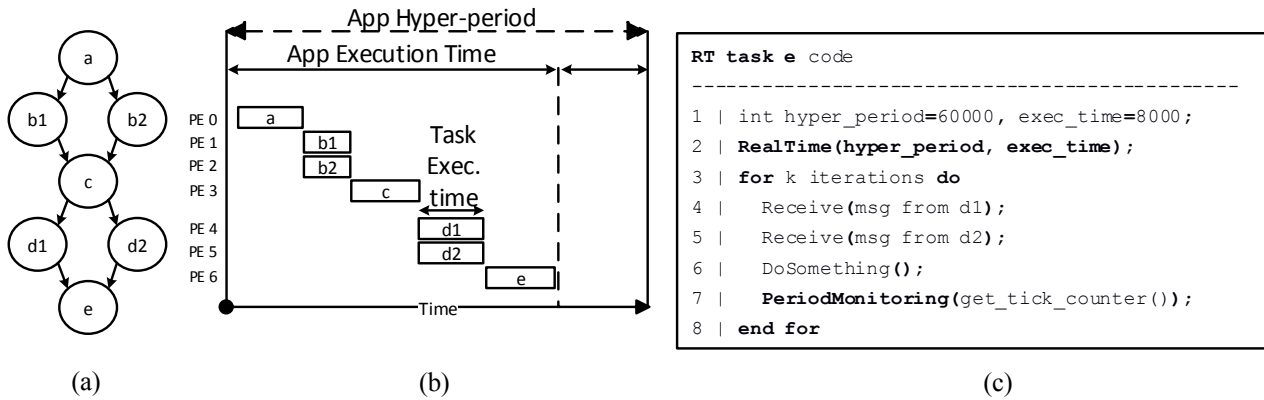 a
b1 b2
c
d1 d2
e
(a)
App Hyper-period
App Execution Time
PE 0 a
PE 1 b1
PE 2 b2
PE 3 c
Task
Exec.
time
PE 4 d1
PE 5 d2
PE 6 e
Time
(b)
RT task e code
---------------------------------------------
1 | int hyper_period=60000, exec_time=8000;
2 | RealTime(hyper_period, exec_time);
3 | for k iterations do
4 |   Receive(msg from d1);
5 |   Receive(msg from d2);
6 |   DoSomething();
7 |   PeriodMonitoring(get_tick_counter());
8 | end for
(c)